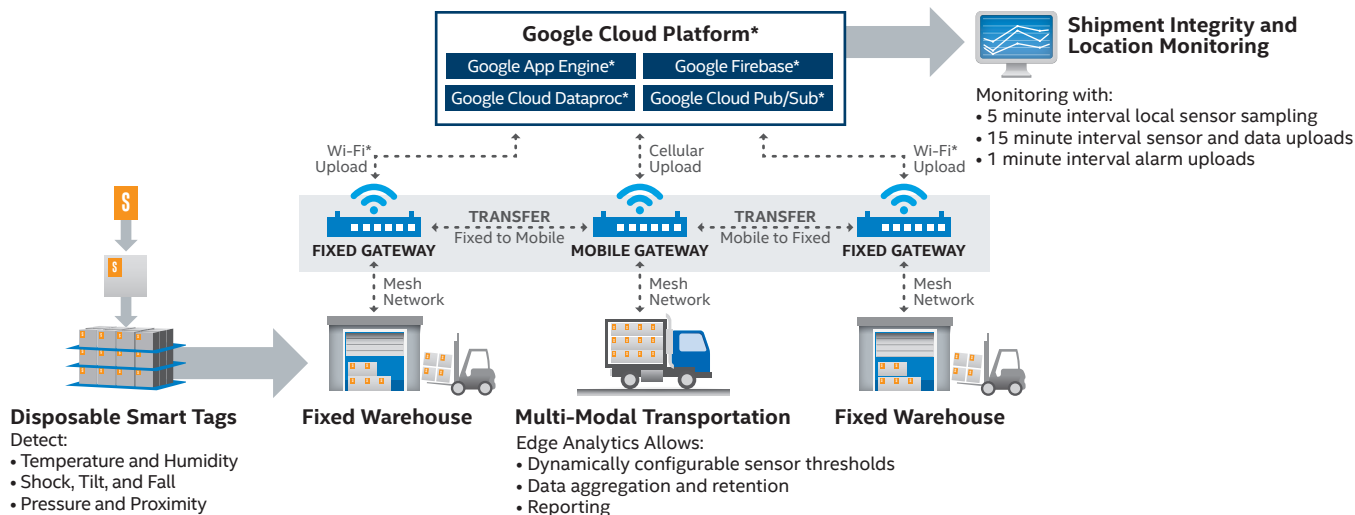 Google Cloud Platform*
Google App Engine*
Google Firebase*
Google Cloud Dataproc*
Google Cloud Pub/Sub*
Shipment Integrity and
Location Monitoring
Monitoring with:
• 5 minute interval local sensor sampling
• 15 minute interval sensor and data uploads
• 1 minute interval alarm uploads
Wi-Fi*
Upload
Cellular
Upload
Wi-Fi*
Upload
S
S
TRANSFER
Fixed to Mobile
TRANSFER
Mobile to Fixed
FIXED GATEWAY
MOBILE GATEWAY
FIXED GATEWAY
Mesh
Network
Mesh
Network
Mesh
Network
Disposable Smart Tags
Detect:
• Temperature and Humidity
• Shock, Tilt, and Fall
• Pressure and Proximity
Fixed Warehouse
Multi-Modal Transportation
Edge Analytics Allows:
• Dynamically configurable sensor thresholds
• Data aggregation and retention
• Reporting
Fixed Warehouse